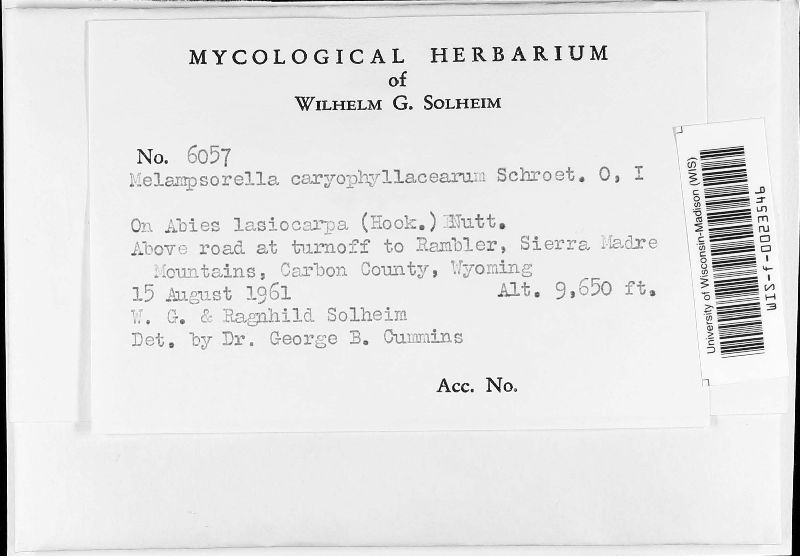 MYCOLOGICAL HERBARIUM
of
WILHELM G. SOLHEIM
No. 6057
Melampsorella caryophyllacearum Schroet. O, I
On Abies lasiocarpa (Hook.) Nutt.
Above road at turnoff to Rambler, Sierra Madre
Mountains, Carbon County, Wyoming
15 August 1961 Alt. 9,650 ft.
W. G. & Ragnhild Solheim
Det. by Dr. George B. Cummins
Acc. No.
University of Wisconsin-Madison (WIS)
WIS-f-0023546